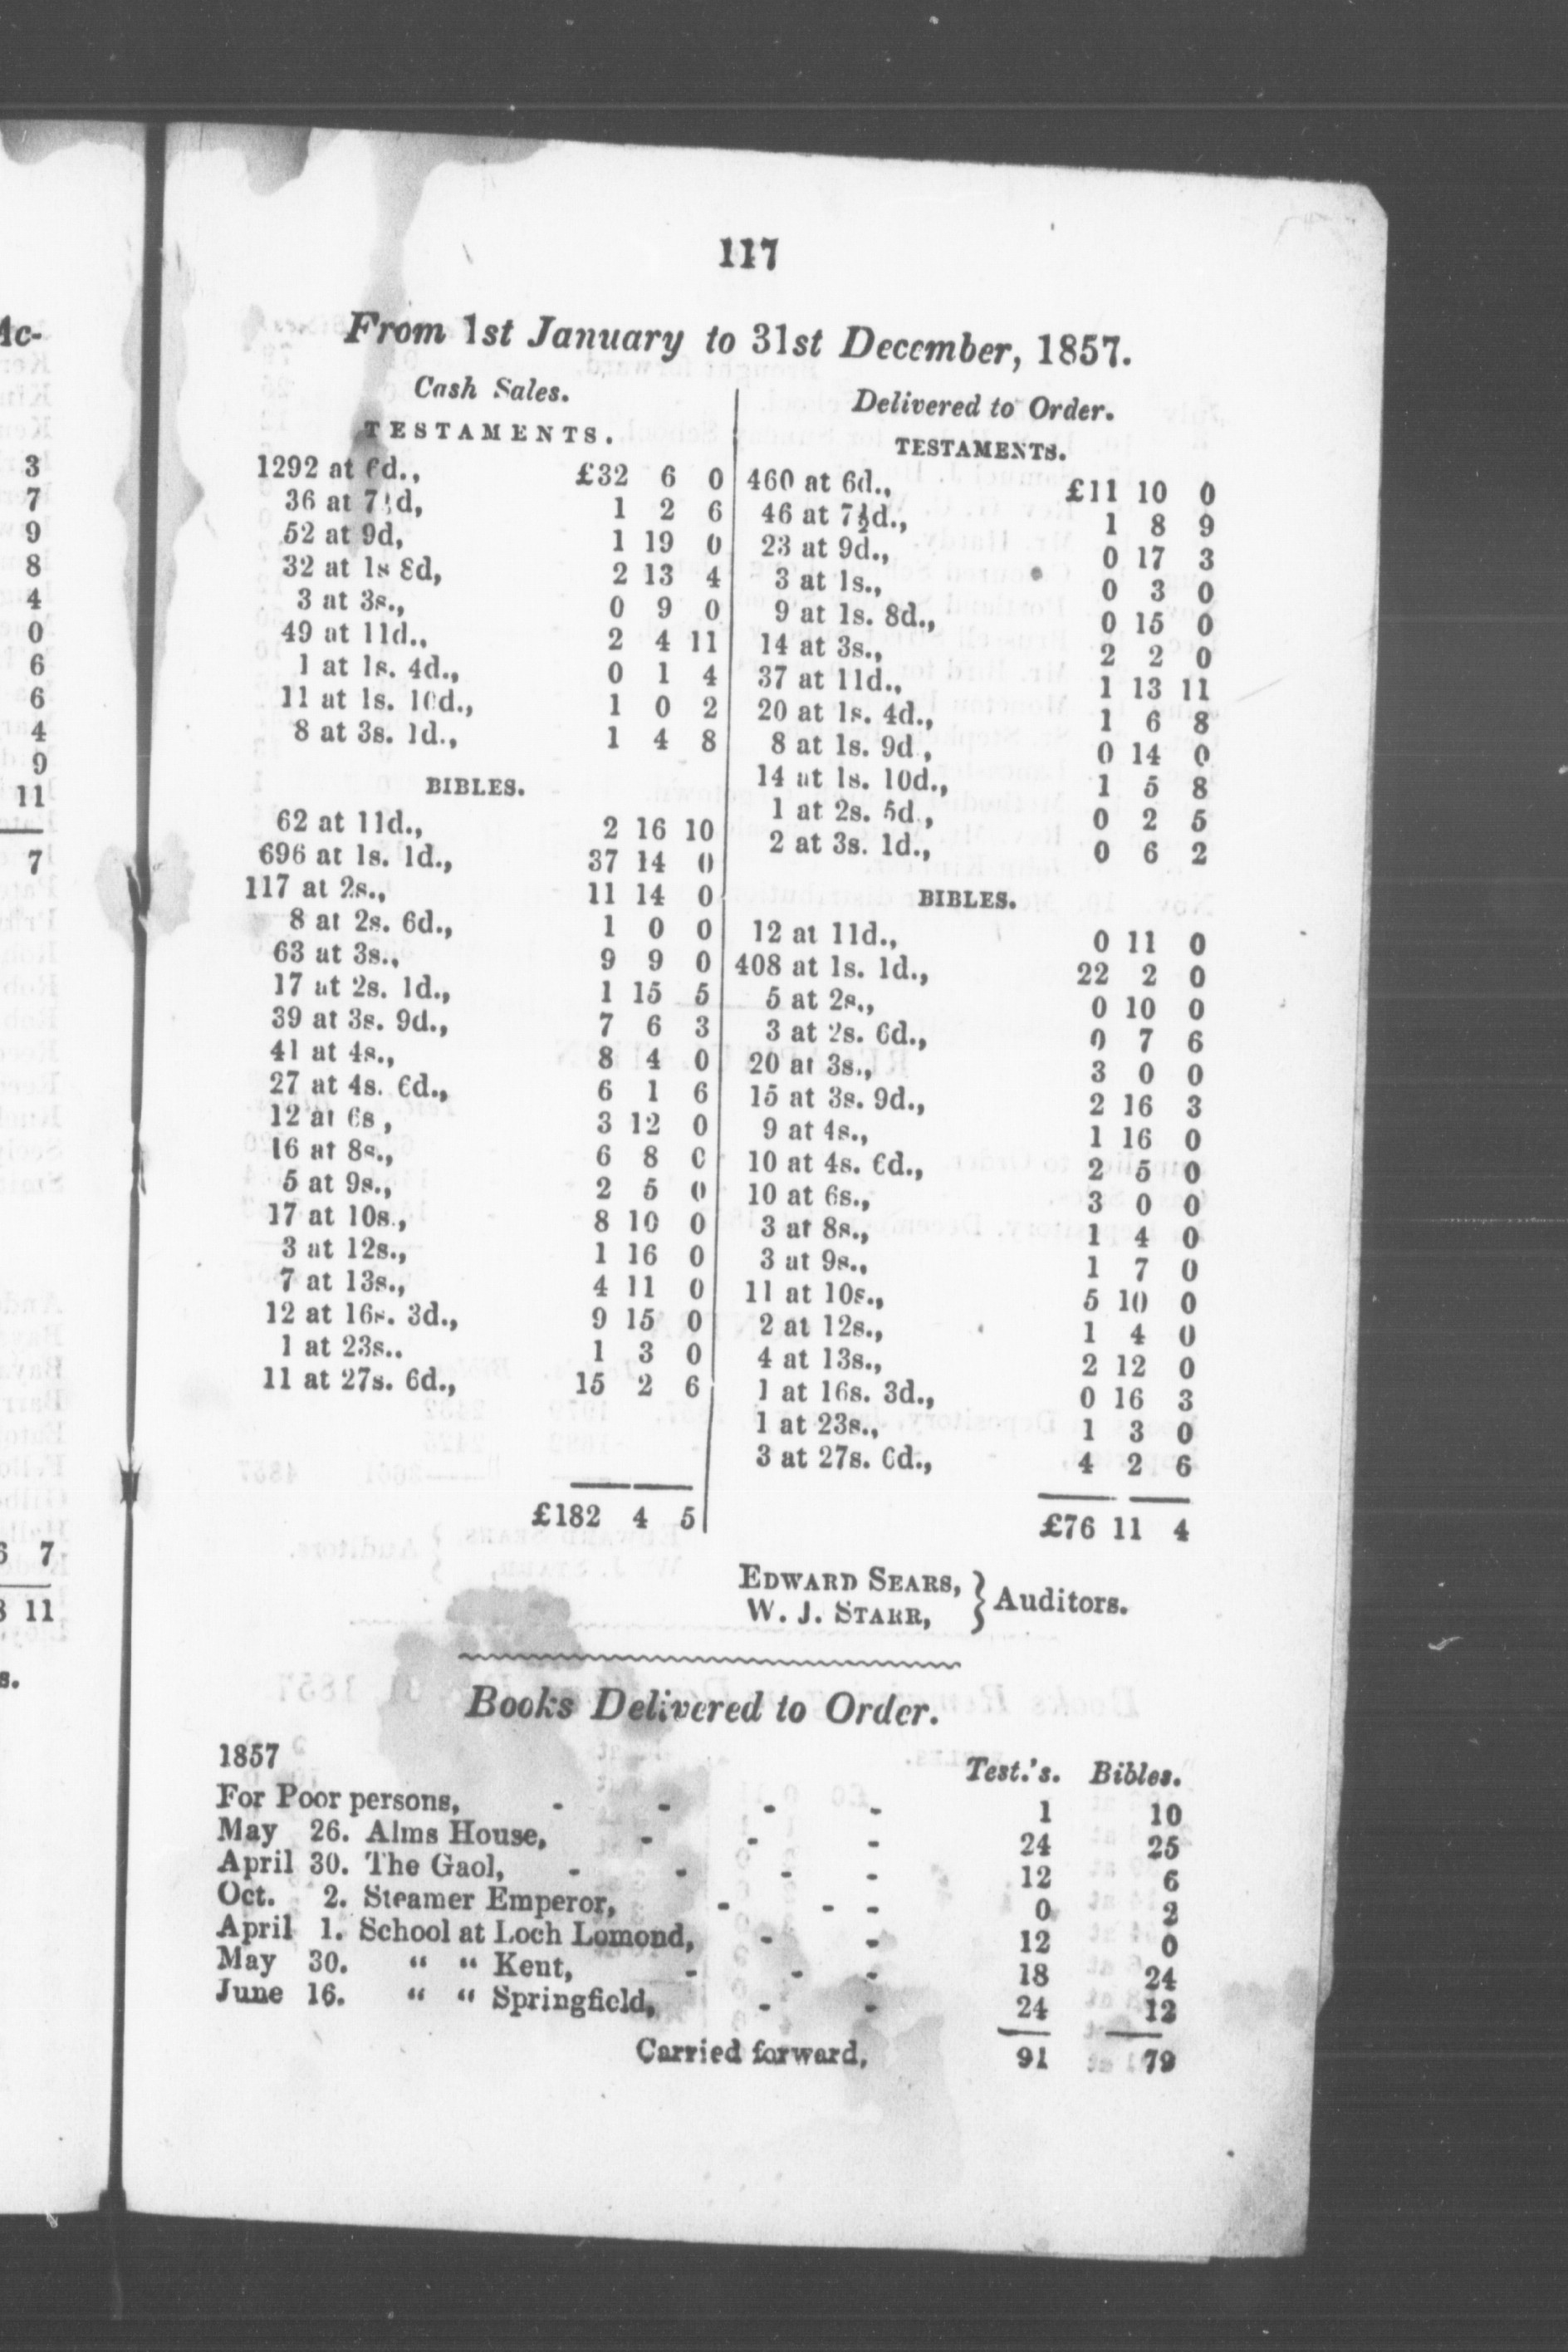 117
From 1st January to 31st December, 1857.
Cash Sales.
TESTAMENTS.
1292 at 6d., £32 6 0
36 at 7½d, 1 2 6
52 at 9d, 1 19 0
32 at 1s 8d, 2 13 4
3 at 3s., 0 9 0
49 at 11d., 2 4 11
1 at 1s. 4d., 0 1 4
11 at 1s. 10d., 1 0 2
8 at 3s. 1d., 1 4 8
BIBLES.
62 at 11d., 2 16 10
696 at 1s. 1d., 37 14 0
117 at 2s., 11 14 0
8 at 2s. 6d., 1 0 0
63 at 3s., 9 9 0
17 at 2s. 1d., 1 15 5
39 at 3s. 9d., 7 6 3
41 at 4s., 8 4 0
27 at 4s. 6d., 6 1 6
12 at 6s, 3 12 0
16 at 8s., 6 8 0
5 at 9s., 2 5 0
17 at 10s., 8 10 0
3 at 12s., 1 16 0
7 at 13s., 4 11 0
12 at 16s. 3d., 9 15 0
1 at 23s.. 1 3 0
11 at 27s. 6d., 15 2 6
£182 4 5
Delivered to Order.
TESTAMENTS.
460 at 6d., £11 10 0
46 at 7½d., 1 8 9
23 at 9d., 0 17 3
3 at 1s., 0 3 0
9 at 1s. 8d., 0 15 0
14 at 3s., 2 2 0
37 at 11d., 1 13 11
20 at 1s. 4d., 1 6 8
8 at 1s. 9d., 0 14 0
14 at 1s. 10d., 1 5 8
1 at 2s. 5d., 0 2 5
2 at 3s. 1d., 0 6 2
BIBLES.
12 at 11d., 0 11 0
408 at 1s. 1d., 22 2 0
5 at 2s., 0 10 0
3 at 2s. 6d., 0 7 6
20 at 3s., 3 0 0
15 at 3s. 9d., 2 16 3
9 at 4s., 1 16 0
10 at 4s. 6d., 2 5 0
10 at 6s., 3 0 0
3 at 8s., 1 4 0
3 at 9s., 1 7 0
11 at 10s., 5 10 0
2 at 12s., 1 4 0
4 at 13s., 2 12 0
1 at 16s. 3d., 0 16 3
1 at 23s., 1 3 0
3 at 27s. 6d., 4 2 6
£76 11 4
EDWARD SEARS, } Auditors.
W. J. STARR,
Books Delivered to Order.
1857 Test.'s. Bibles.
For Poor persons, - - - - 1 10
May 26. Alms House, - - - 24 25
April 30. The Gaol, - - - - 12 6
Oct. 2. Steamer Emperor, - - - 0 2
April 1. School at Loch Lomond, - - 12 0
May 30. " " Kent, - - - 18 24
June 16. " " Springfield, - - 24 12
Carried forward, 91 79
3
7
9
8
4
0
6
6
4
9
11
7
7
11
s.